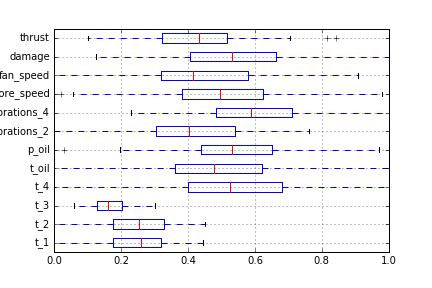 thrust
damage
fan_speed
ore_speed
orations_4
orations_2
p_oil
t_oil
t_4
t_3
t_2
t_1
0.0 0.2 0.4 0.6 0.8 1.0